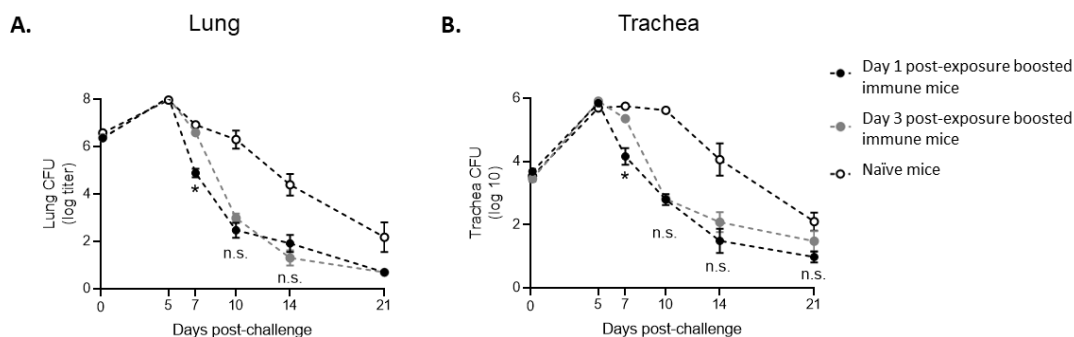 A.
Lung
Lung CFU
(log titer)
8
6
4
2
0
*
n.s.
n.s.
0 5 7 10 14 21
Days post-challenge
B.
Trachea
Trachea CFU
(log 10)
6
4
2
0
*
n.s.
n.s.
n.s.
0 5 7 10 14 21
Days post-challenge
Day 1 post-exposure boosted
immune mice
Day 3 post-exposure boosted
immune mice
Naïve mice